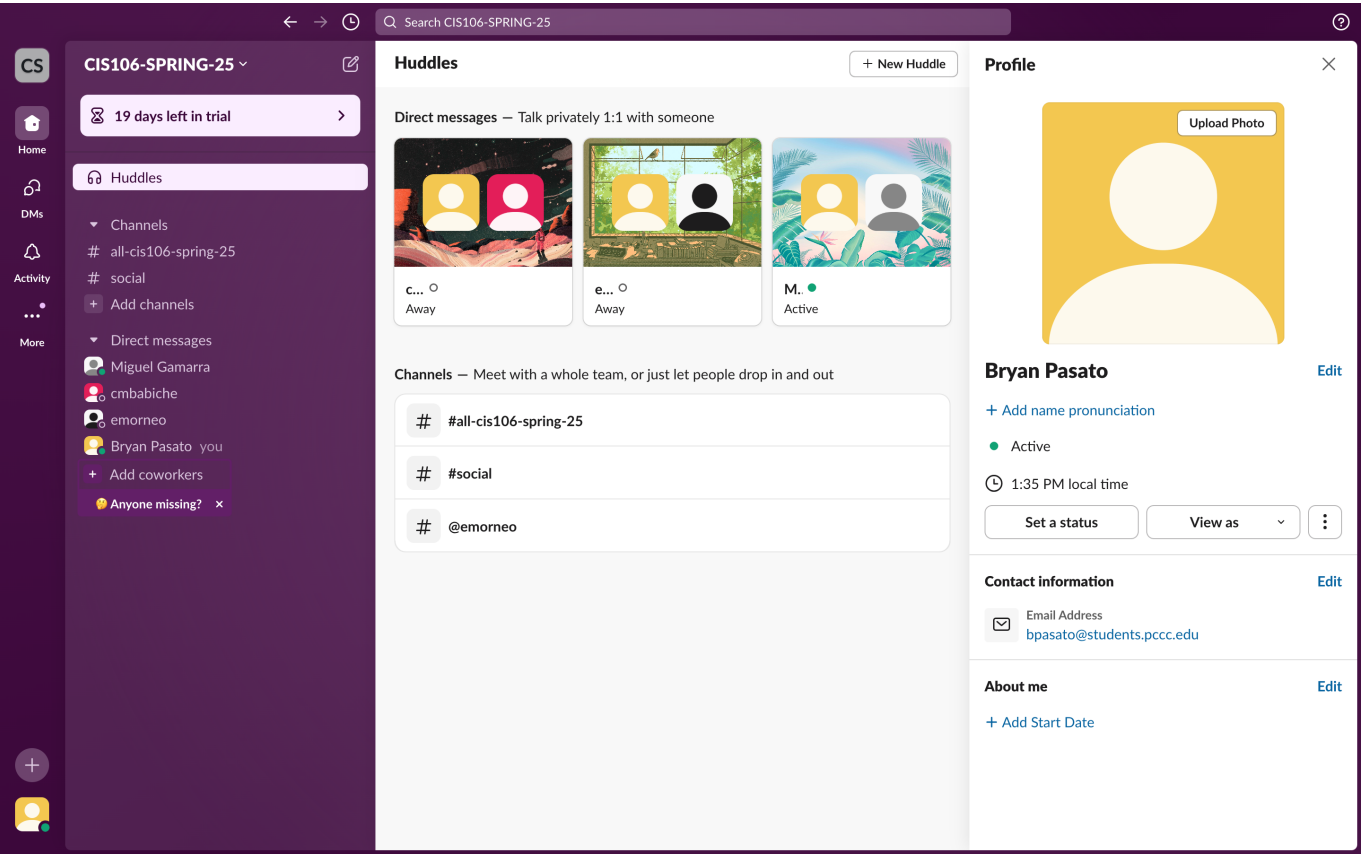 Search CIS106-SPRING-25
CS
Home
DMs
Activity
More
CIS106-SPRING-25
19 days left in trial
Huddles
Channels
# all-cis106-spring-25
# social
+ Add channels
Direct messages
Miguel Gamarra
cmbabiche
emorneo
Bryan Pasato you
+ Add coworkers
🤔 Anyone missing? ×
Huddles
+ New Huddle
Direct messages — Talk privately 1:1 with someone
c...
Away
e...
Away
M..
Active
Channels — Meet with a whole team, or just let people drop in and out
# #all-cis106-spring-25
# #social
# @emorneo
Profile
Upload Photo
Bryan Pasato Edit
+ Add name pronunciation
Active
1:35 PM local time
Set a status
View as
Contact information Edit
Email Address
bpasato@students.pccc.edu
About me Edit
+ Add Start Date